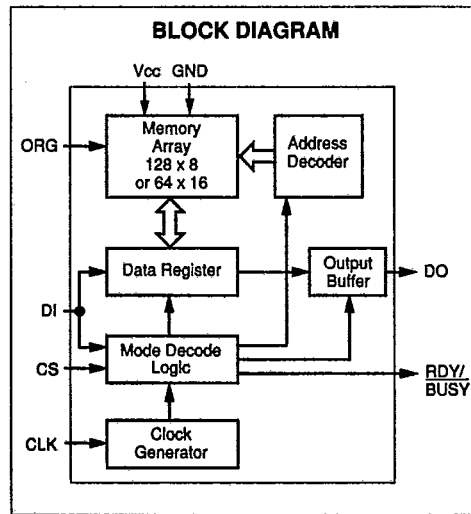 BLOCK DIAGRAM
Vcc GND
ORG
Memory
Array
128 x 8
or 64 x 16
Address
Decoder
Data Register
Output
Buffer
DO
DI
Mode Decode
Logic
CS
RDY/
BUSY
CLK
Clock
Generator